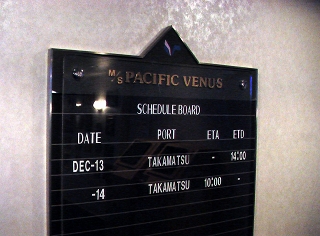 M/S PACIFIC VENUS
SCHEDULE BOARD
DATE PORT ETA ETD
DEC-13 TAKAMATSU - 14:00
-14 TAKAMATSU 10:00 -